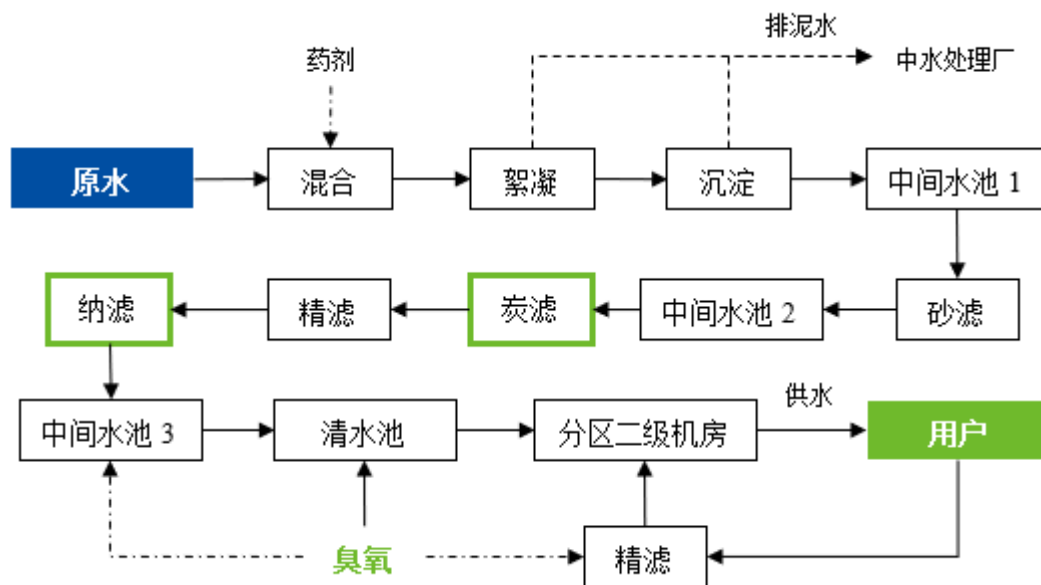 排泥水
药剂
中水处理厂
原水
混合
絮凝
沉淀
中间水池 1
纳滤
精滤
炭滤
中间水池 2
砂滤
供水
中间水池 3
清水池
分区二级机房
用户
臭氧
精滤